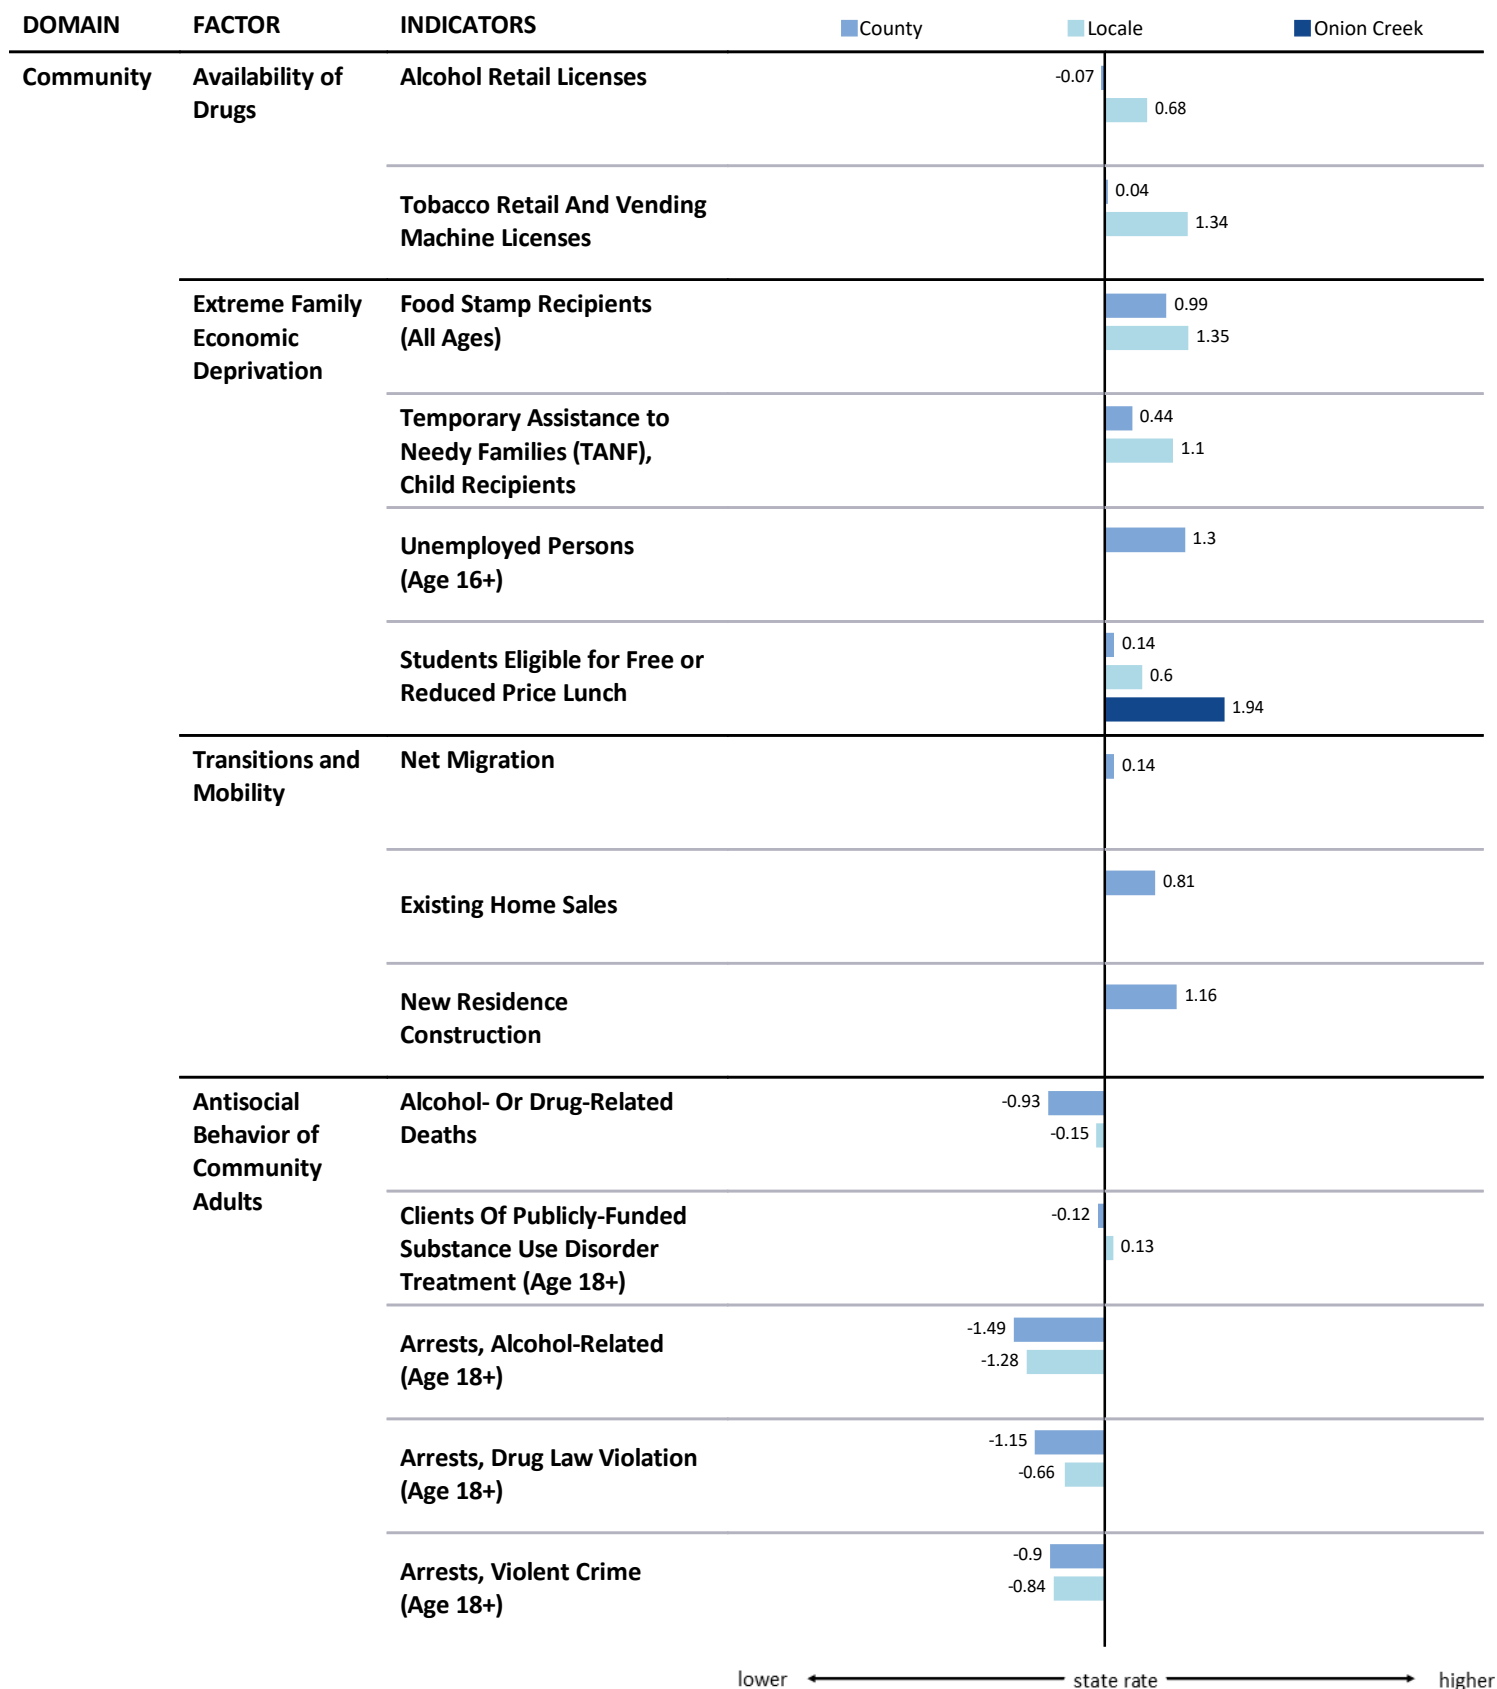 DOMAIN FACTOR INDICATORS County Locale Onion Creek
Community Availability of Alcohol Retail Licenses -0.07
Drugs 0.68
0.04
Tobacco Retail And Vending 1.34
Machine Licenses
Extreme Family Food Stamp Recipients 0.99
Economic (All Ages) 1.35
Deprivation
Temporary Assistance to 0.44
Needy Families (TANF), 1.1
Child Recipients
Unemployed Persons 1.3
(Age 16+)
0.14
Students Eligible for Free or 0.6
Reduced Price Lunch 1.94
Transitions and Net Migration 0.14
Mobility
0.81
Existing Home Sales
New Residence 1.16
Construction
Antisocial Alcohol- Or Drug-Related -0.93
Behavior of Deaths -0.15
Community
Adults Clients Of Publicly-Funded -0.12
Substance Use Disorder 0.13
Treatment (Age 18+)
Arrests, Alcohol-Related -1.49
(Age 18+) -1.28
Arrests, Drug Law Violation -1.15
(Age 18+) -0.66
Arrests, Violent Crime -0.9
(Age 18+) -0.84
lower state rate higher